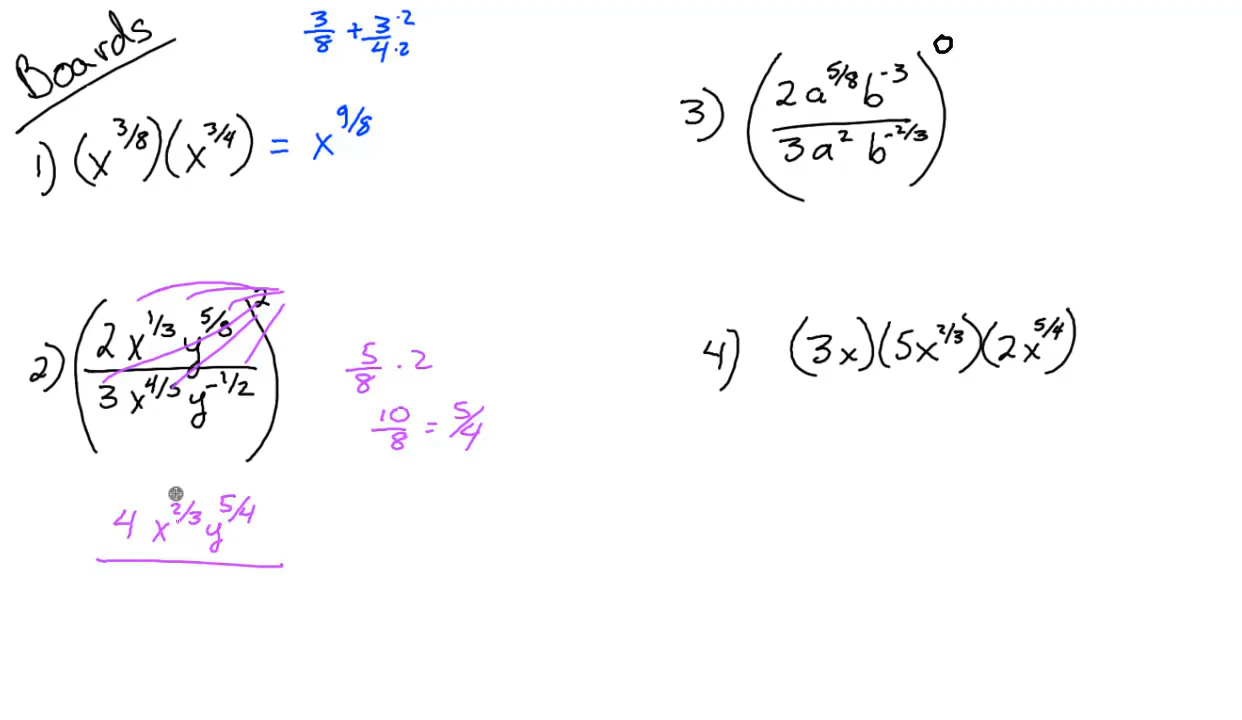 Boards
3/8 + 3·2/4·2
1) (x^3/8)(x^3/4) = x^9/8
2) (2x^1/3 y^5/8 / 3x^4/5 y^-1/2)^2
5/8 · 2
10/8 = 5/4
4 x^2/3 y^5/4
3) (2a^5/8 b^-3 / 3a^2 b^-2/3)^0
4) (3x)(5x^2/3)(2x^5/4)